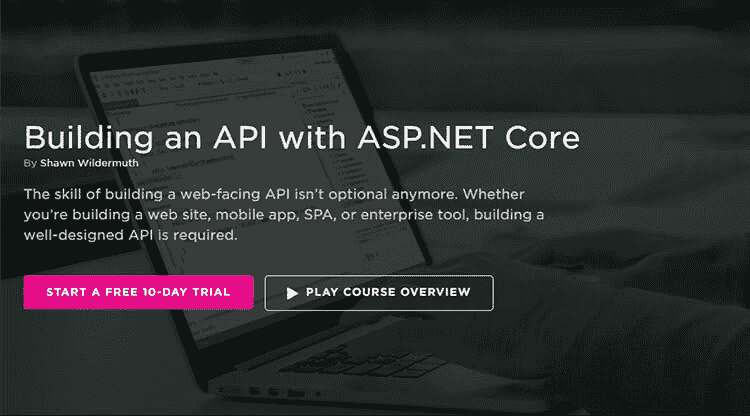 Building an API with ASP.NET Core
By Shawn Wildermuth
The skill of building a web-facing API isn't optional anymore. Whether
you're building a web site, mobile app, SPA, or enterprise tool, building a
well-designed API is required.
START A FREE 10-DAY TRIAL
PLAY COURSE OVERVIEW